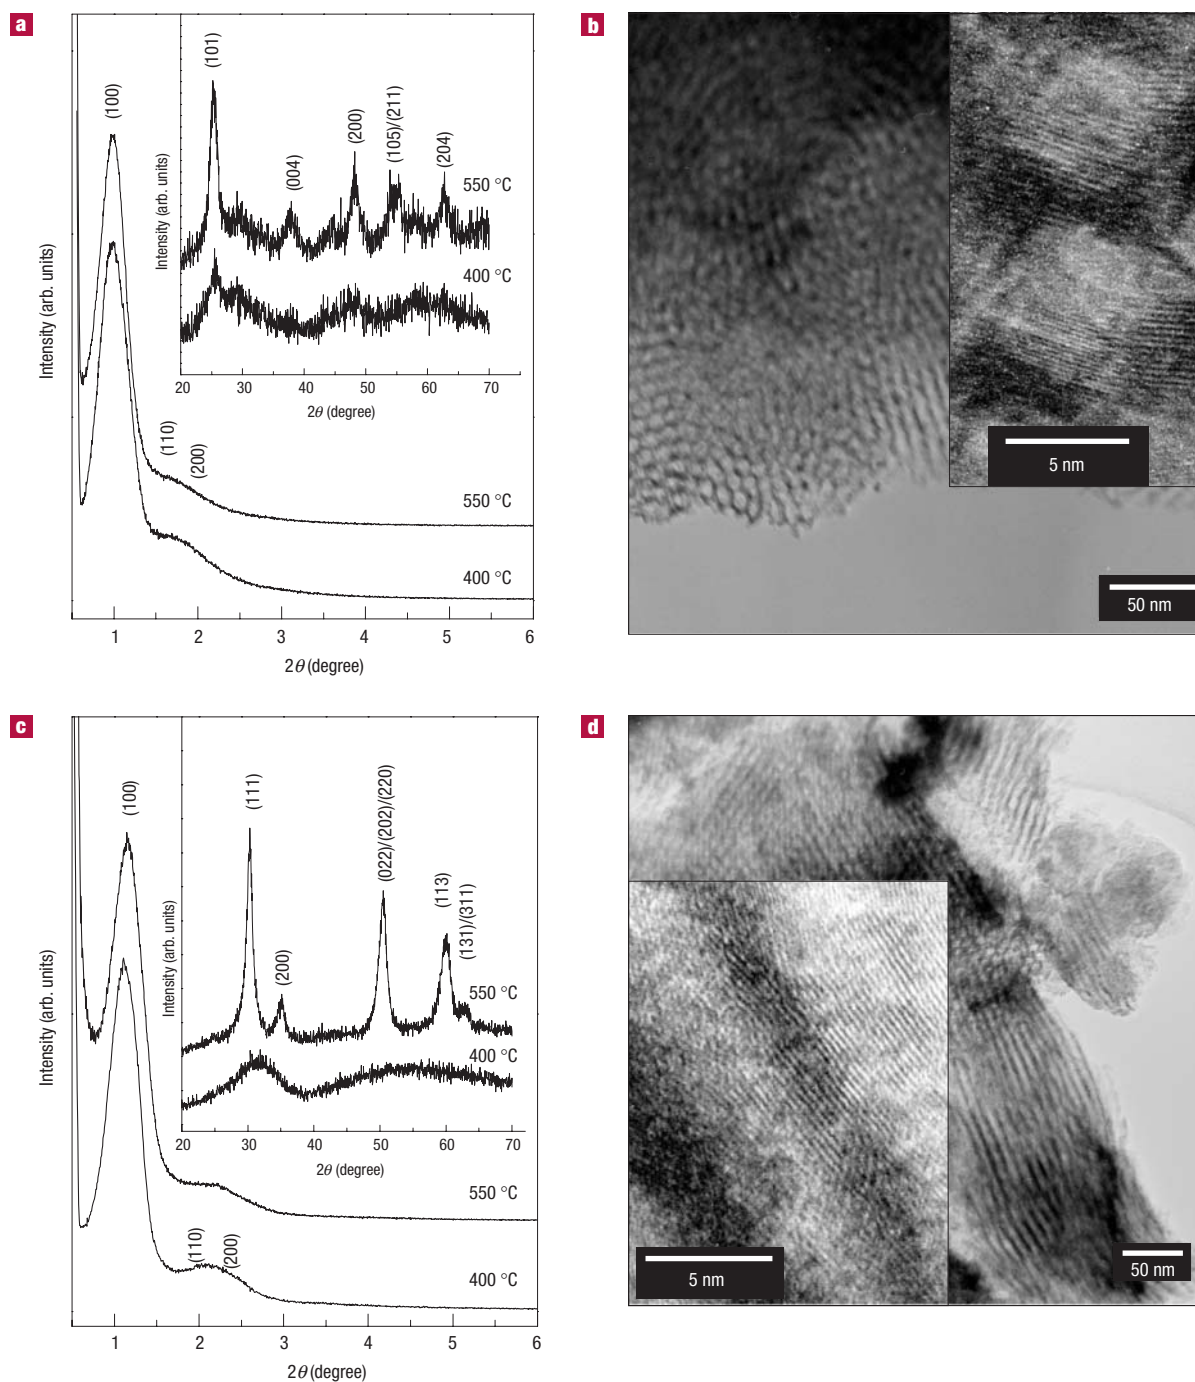 a
(100)
(110)
(200)
550 °C
400 °C
Intensity (arb. units)
1
2
3
4
5
6
2θ (degree)
(101)
(004)
(200)
(105)/(211)
(204)
550 °C
400 °C
Intensity (arb. units)
20
30
40
50
60
70
2θ (degree)
b
5 nm
50 nm
c
(100)
550 °C
(110)
(200)
400 °C
Intensity (arb. units)
1
2
3
4
5
6
2θ (degree)
(111)
(200)
(022)/(202)/(220)
(113)
(131)/(311)
550 °C
400 °C
Intensity (arb. units)
20
30
40
50
60
70
2θ (degree)
d
5 nm
50 nm